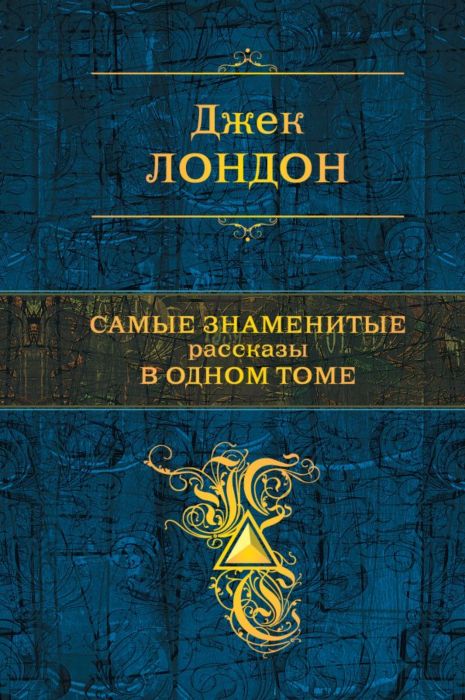 Джек
ЛОНДОН
САМЫЕ ЗНАМЕНИТЫЕ
рассказы
В ОДНОМ ТОМЕ